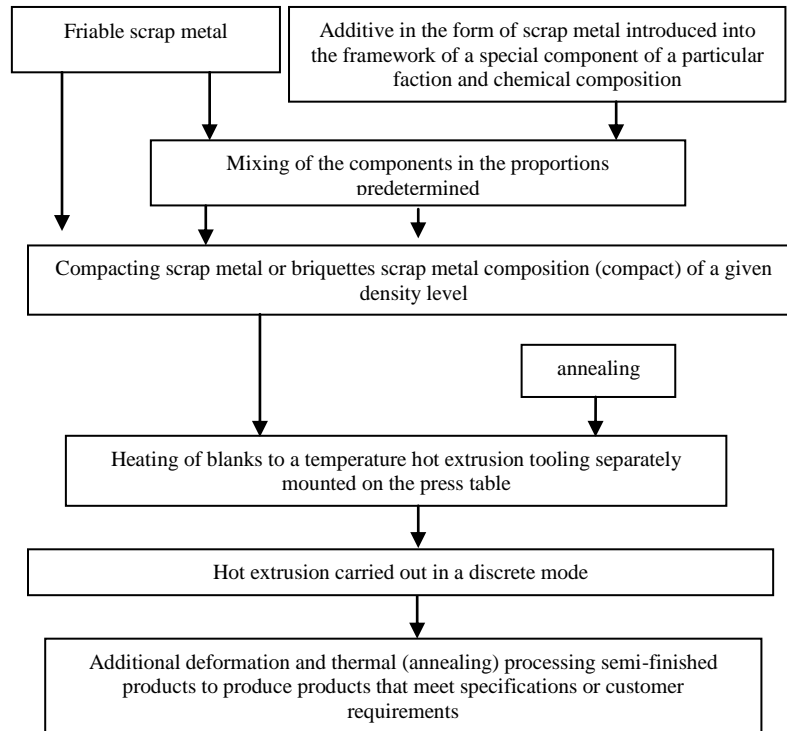 Friable scrap metal
Additive in the form of scrap metal introduced into
the framework of a special component of a particular
faction and chemical composition
Mixing of the components in the proportions
predetermined
Compacting scrap metal or briquettes scrap metal composition (compact) of a given
density level
annealing
Heating of blanks to a temperature hot extrusion tooling separately
mounted on the press table
Hot extrusion carried out in a discrete mode
Additional deformation and thermal (annealing) processing semi-finished
products to produce products that meet specifications or customer
requirements